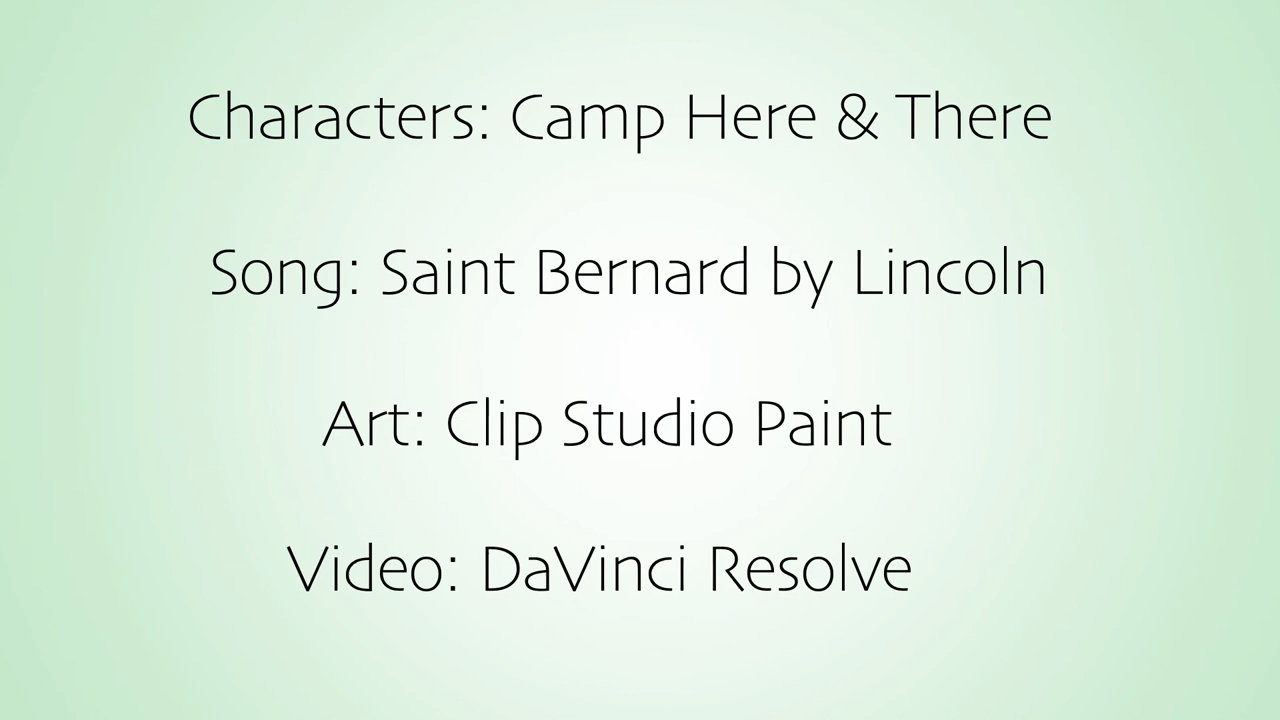 Characters: Camp Here & There
Song: Saint Bernard by Lincoln
Art: Clip Studio Paint
Video: DaVinci Resolve